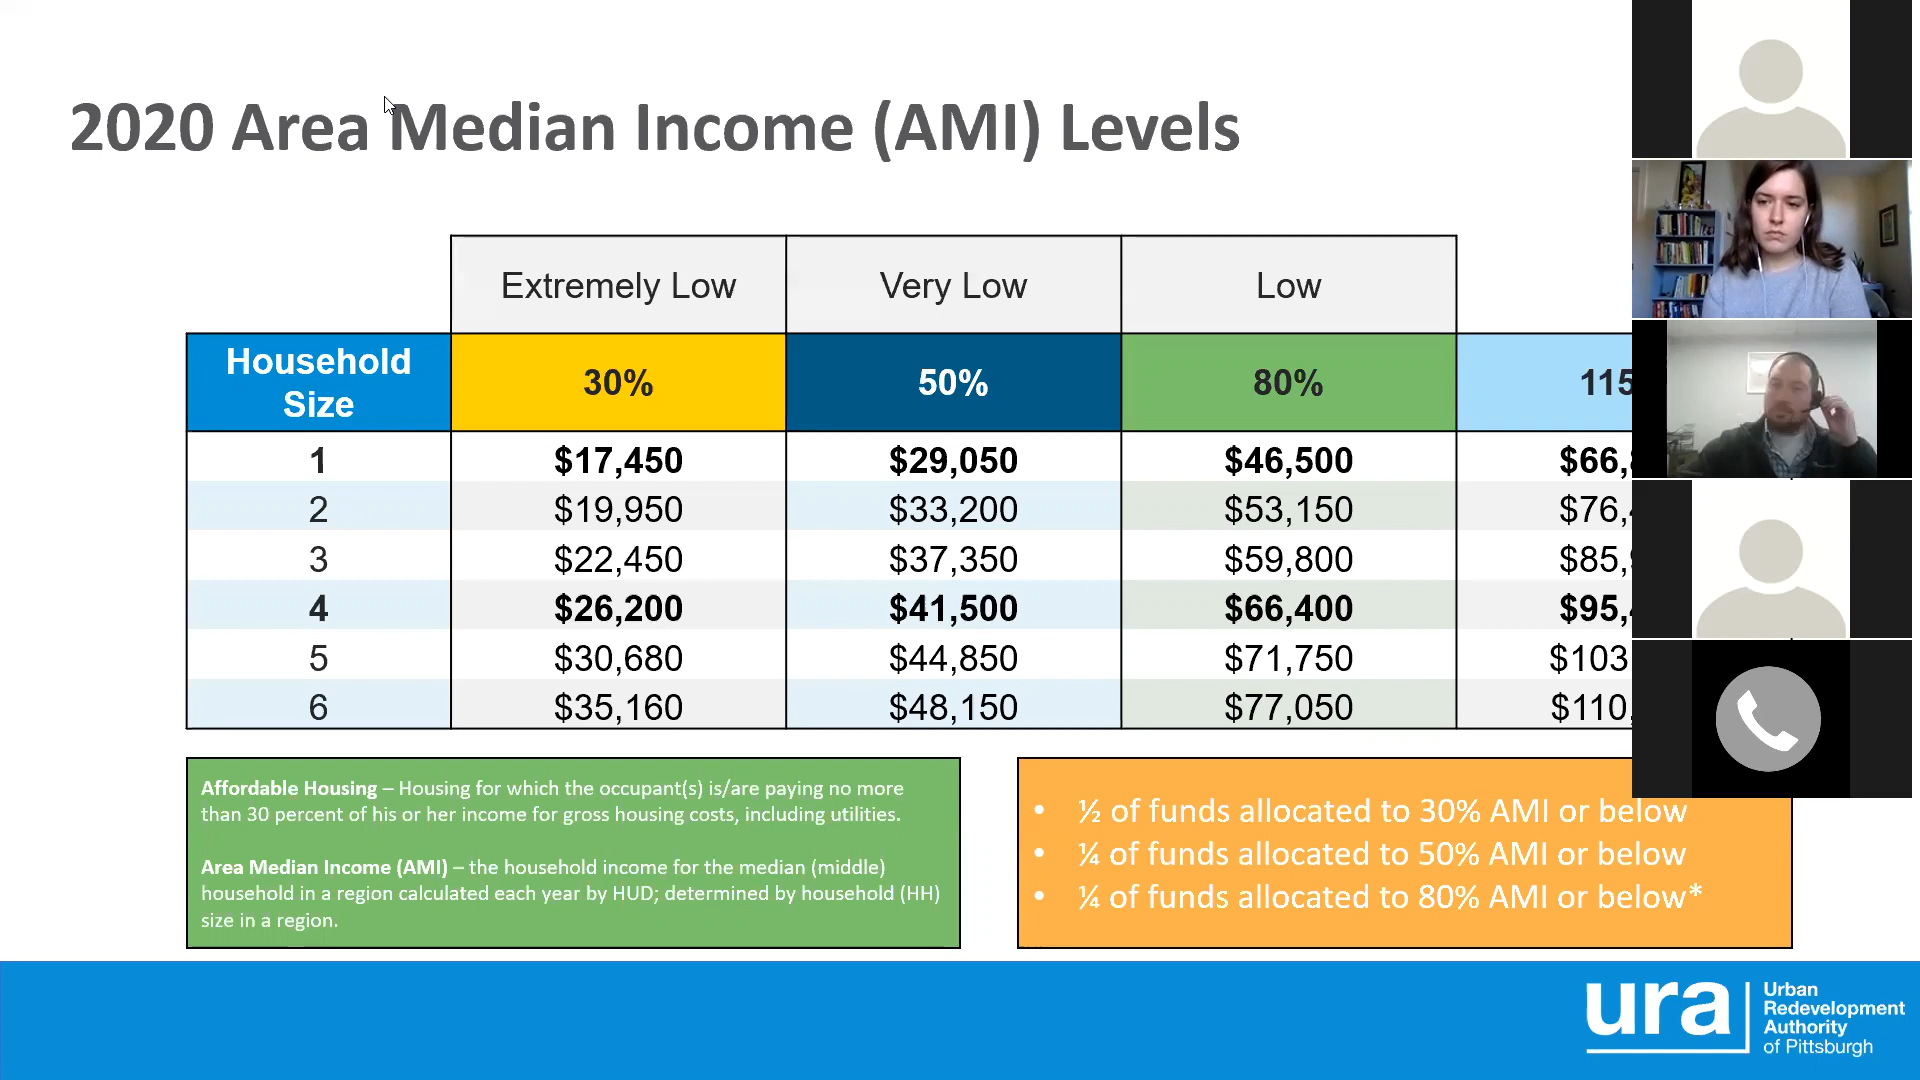 2020 Area Median Income (AMI) Levels
Extremely Low Very Low Low
Household
Size
30% 50% 80% 115
1 $17,450 $29,050 $46,500 $66,
2 $19,950 $33,200 $53,150 $76,
3 $22,450 $37,350 $59,800 $85,
4 $26,200 $41,500 $66,400 $95,
5 $30,680 $44,850 $71,750 $103
6 $35,160 $48,150 $77,050 $110,
Affordable Housing – Housing for which the occupant(s) is/are paying no more
than 30 percent of his or her income for gross housing costs, including utilities.
Area Median Income (AMI) – the household income for the median (middle)
household in a region calculated each year by HUD; determined by household (HH)
size in a region.
• ½ of funds allocated to 30% AMI or below
• ¼ of funds allocated to 50% AMI or below
• ¼ of funds allocated to 80% AMI or below*
ura
Urban
Redevelopment
Authority
of Pittsburgh